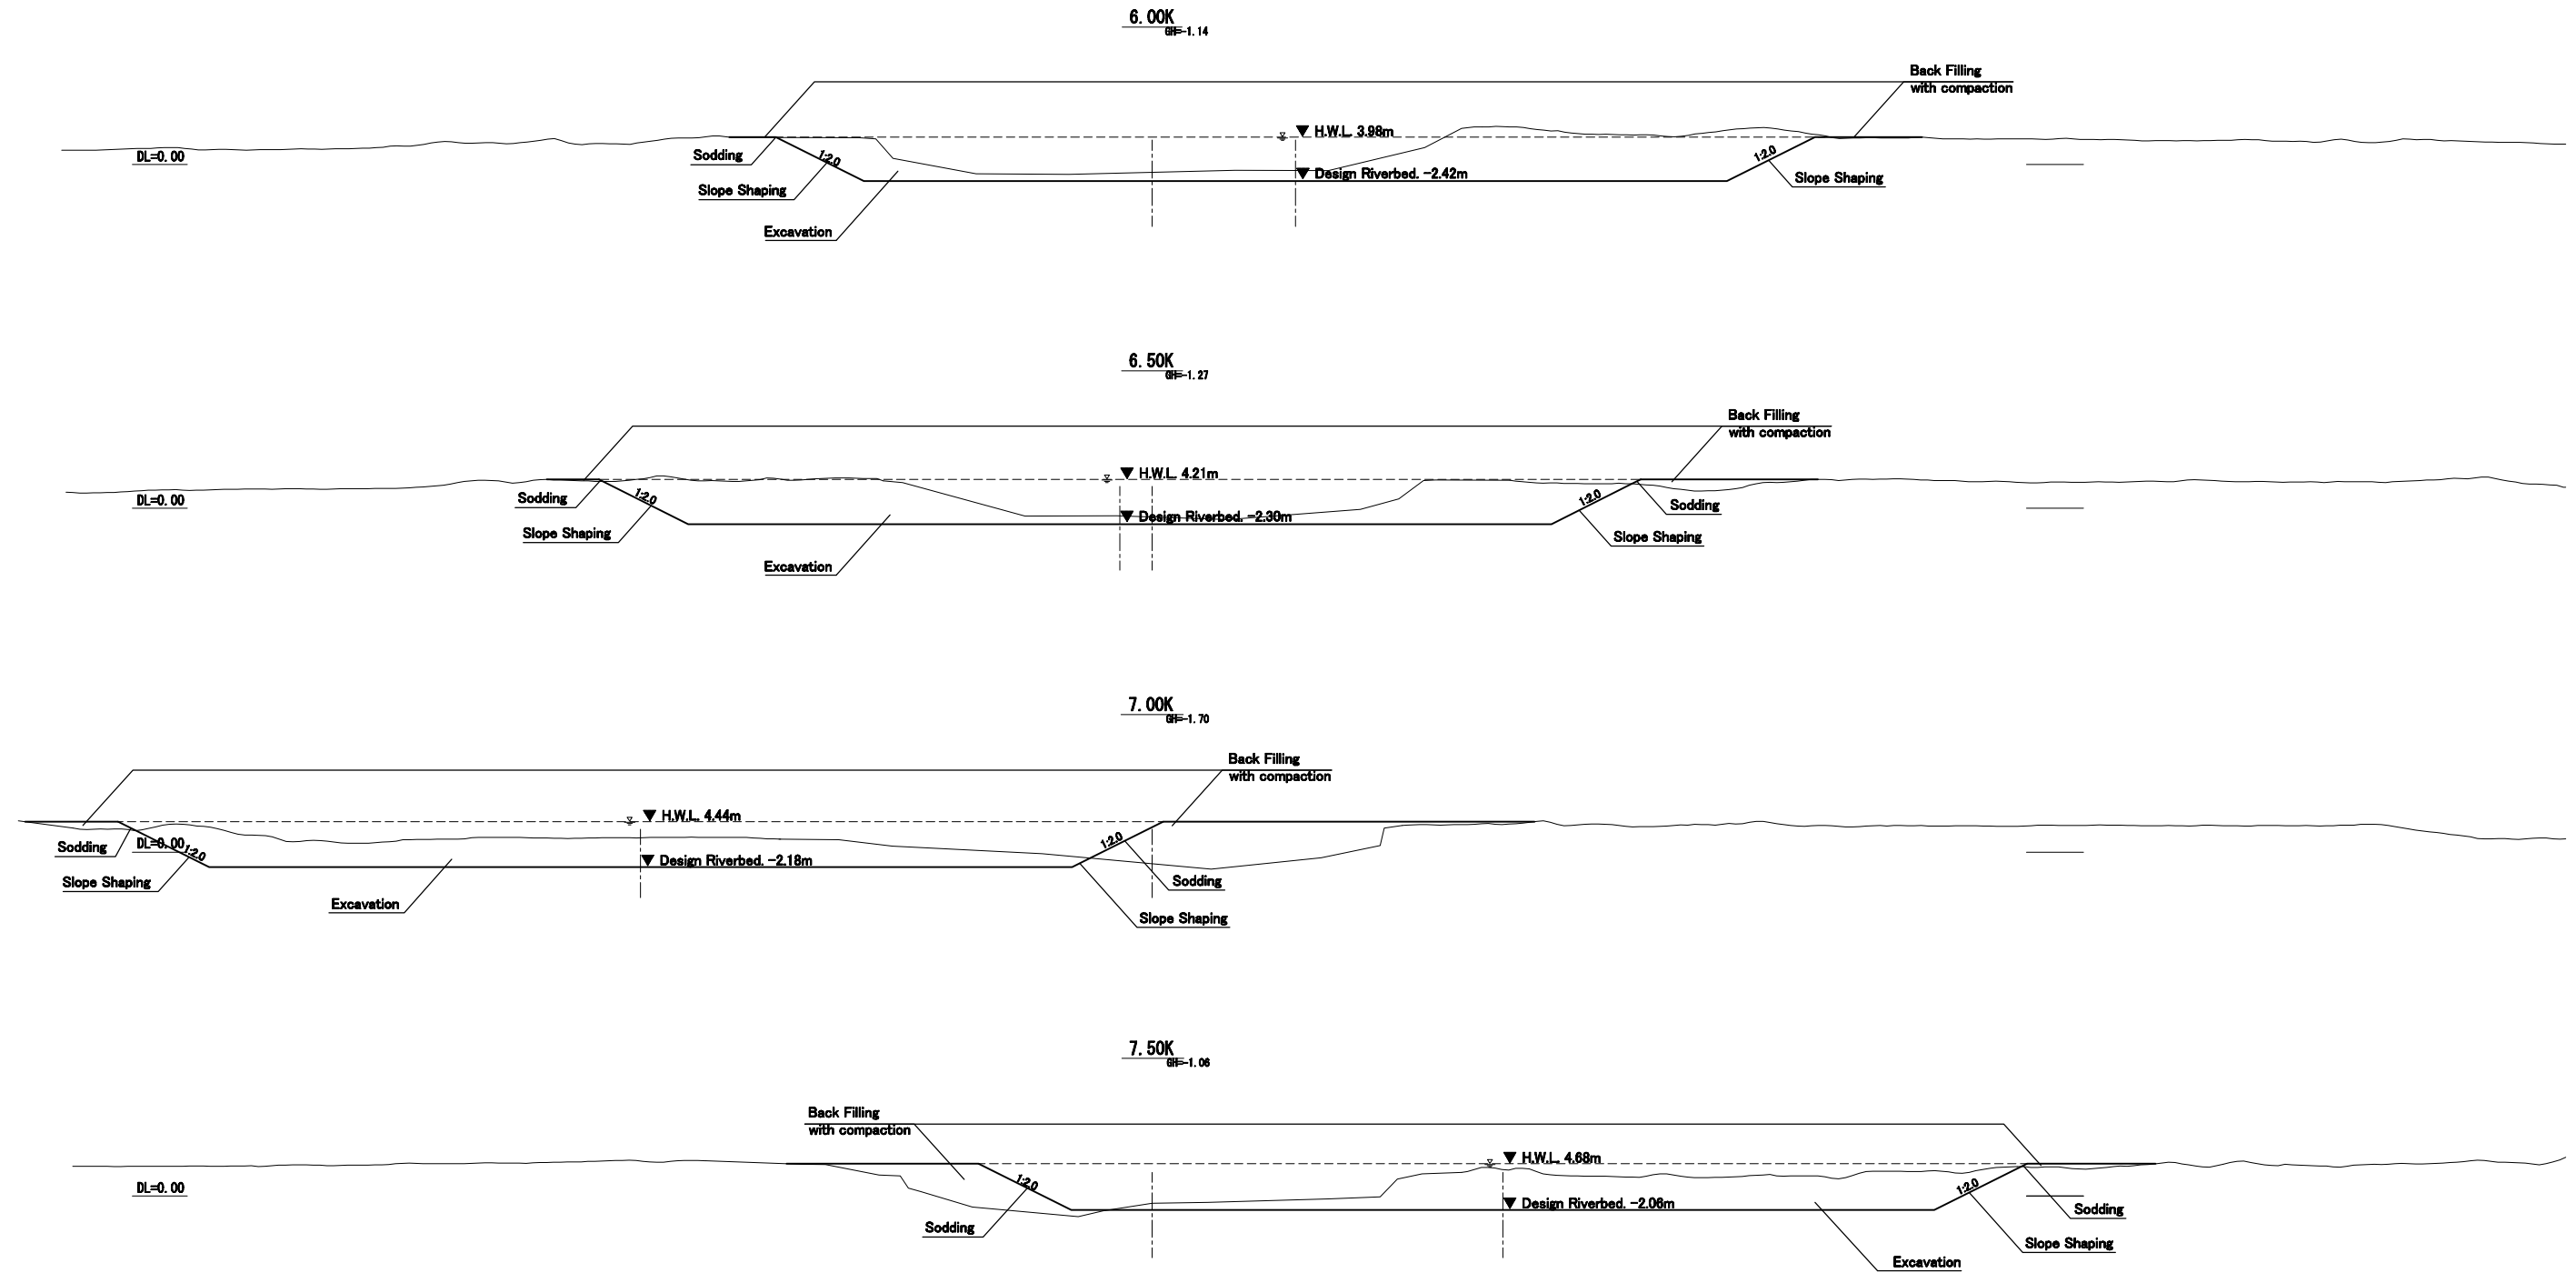 6.00K
GH=-1.14
Back Filling
with compaction
H.W.L. 3.98m
DL=0.00
Sodding
1:2.0
1:2.0
Design Riverbed. -2.42m
Slope Shaping
Slope Shaping
Excavation
6.50K
GH=-1.27
Back Filling
with compaction
H.W.L. 4.21m
DL=0.00
Sodding
1:2.0
1:2.0
Sodding
Design Riverbed. -2.30m
Slope Shaping
Slope Shaping
Excavation
7.00K
GH=-1.70
Back Filling
with compaction
H.W.L. 4.44m
Sodding
DL=0.00
1:2.0
1:2.0
Design Riverbed. -2.18m
Slope Shaping
Sodding
Excavation
Slope Shaping
7.50K
GH=-1.06
Back Filling
with compaction
H.W.L. 4.68m
DL=0.00
1:2.0
1:2.0
Design Riverbed. -2.06m
Sodding
Sodding
Slope Shaping
Excavation